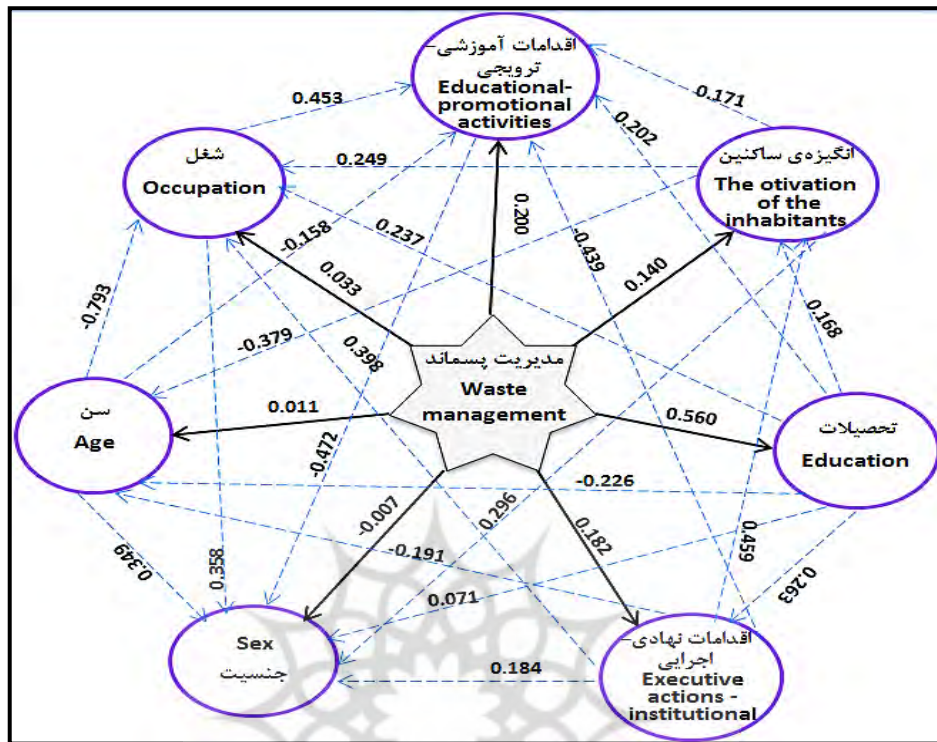 اقدامات آموزشی-
ترویجی
Educational-
promotional
activities
0.453
0.171
0.202
شغل
Occupation
0.249
انگیزه‌ی ساکنین
The otivation
of the
inhabitants
-0.158
0.237
0.200
-0.439
0.140
0.033
-0.793
-0.379
0.398
0.168
مدیریت پسماند
Waste
management
سن
Age
0.011
0.560
تحصیلات
Education
-0.472
-0.226
-0.007
0.296
0.182
0.459
0.349
0.358
-0.191
0.071
0.263
Sex
جنسیت
0.184
اقدامات نهادی-
اجرایی
Executive
actions -
institutional